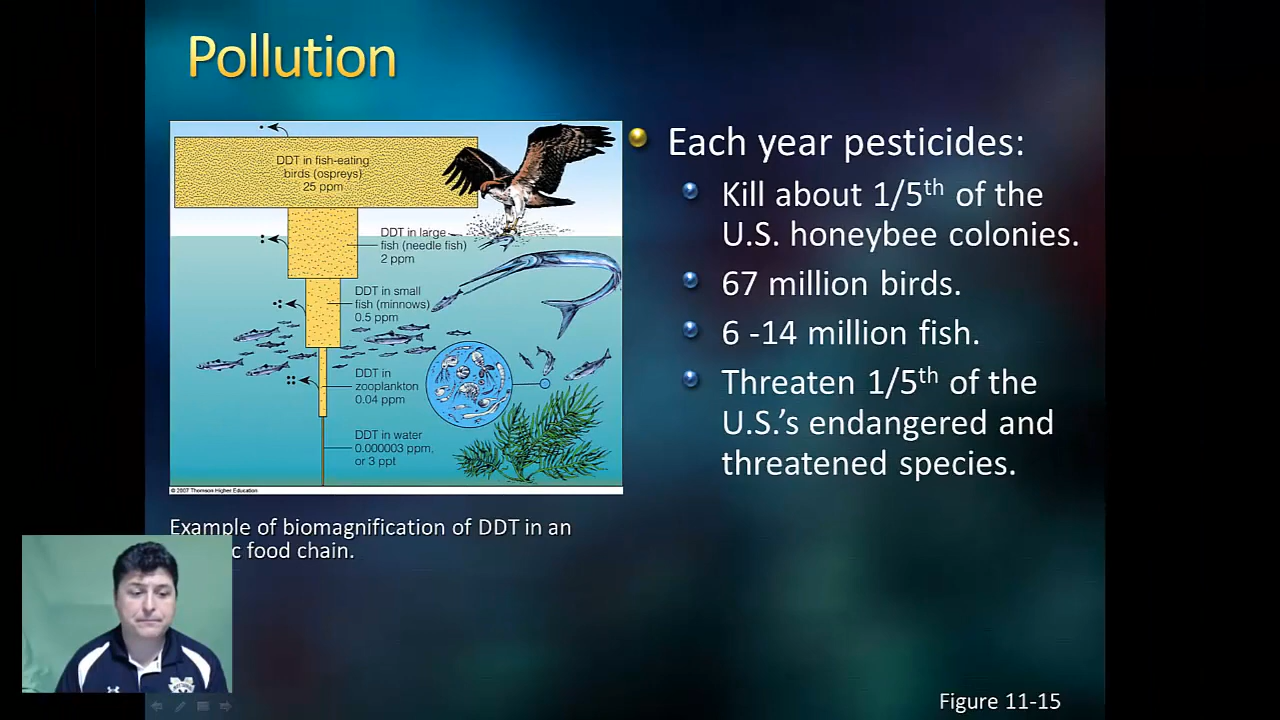 Pollution
DDT in fish-eating
birds (ospreys)
25 ppm
DDT in large
fish (needle fish)
2 ppm
DDT in small
fish (minnows)
0.5 ppm
DDT in
zooplankton
0.04 ppm
DDT in water
0.000003 ppm,
or 3 ppt
© 2007 Thomson Higher Education
Example of biomagnification of DDT in an
c food chain.
Each year pesticides:
Kill about 1/5th of the
U.S. honeybee colonies.
67 million birds.
6 -14 million fish.
Threaten 1/5th of the
U.S.’s endangered and
threatened species.
Figure 11-15